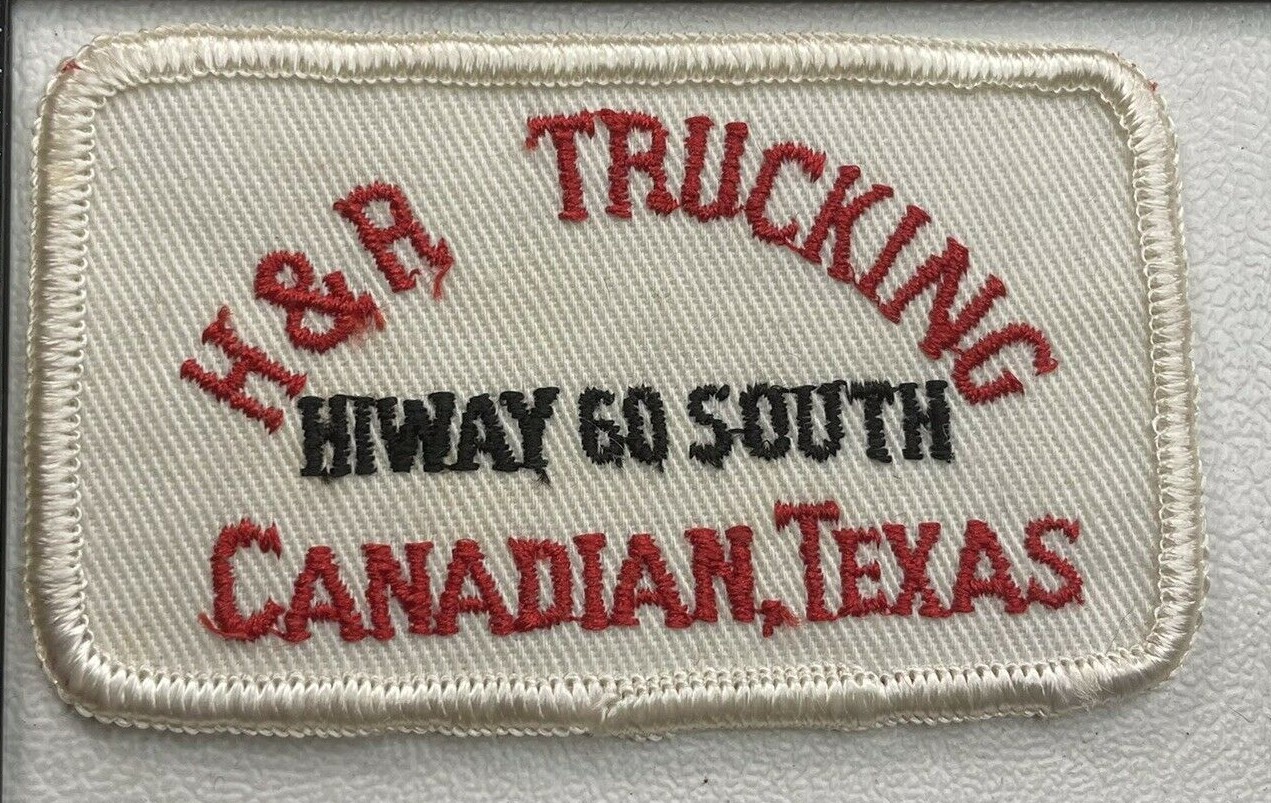 H&R TRUCKING
HIWAY 60 SOUTH
CANADIAN, TEXAS